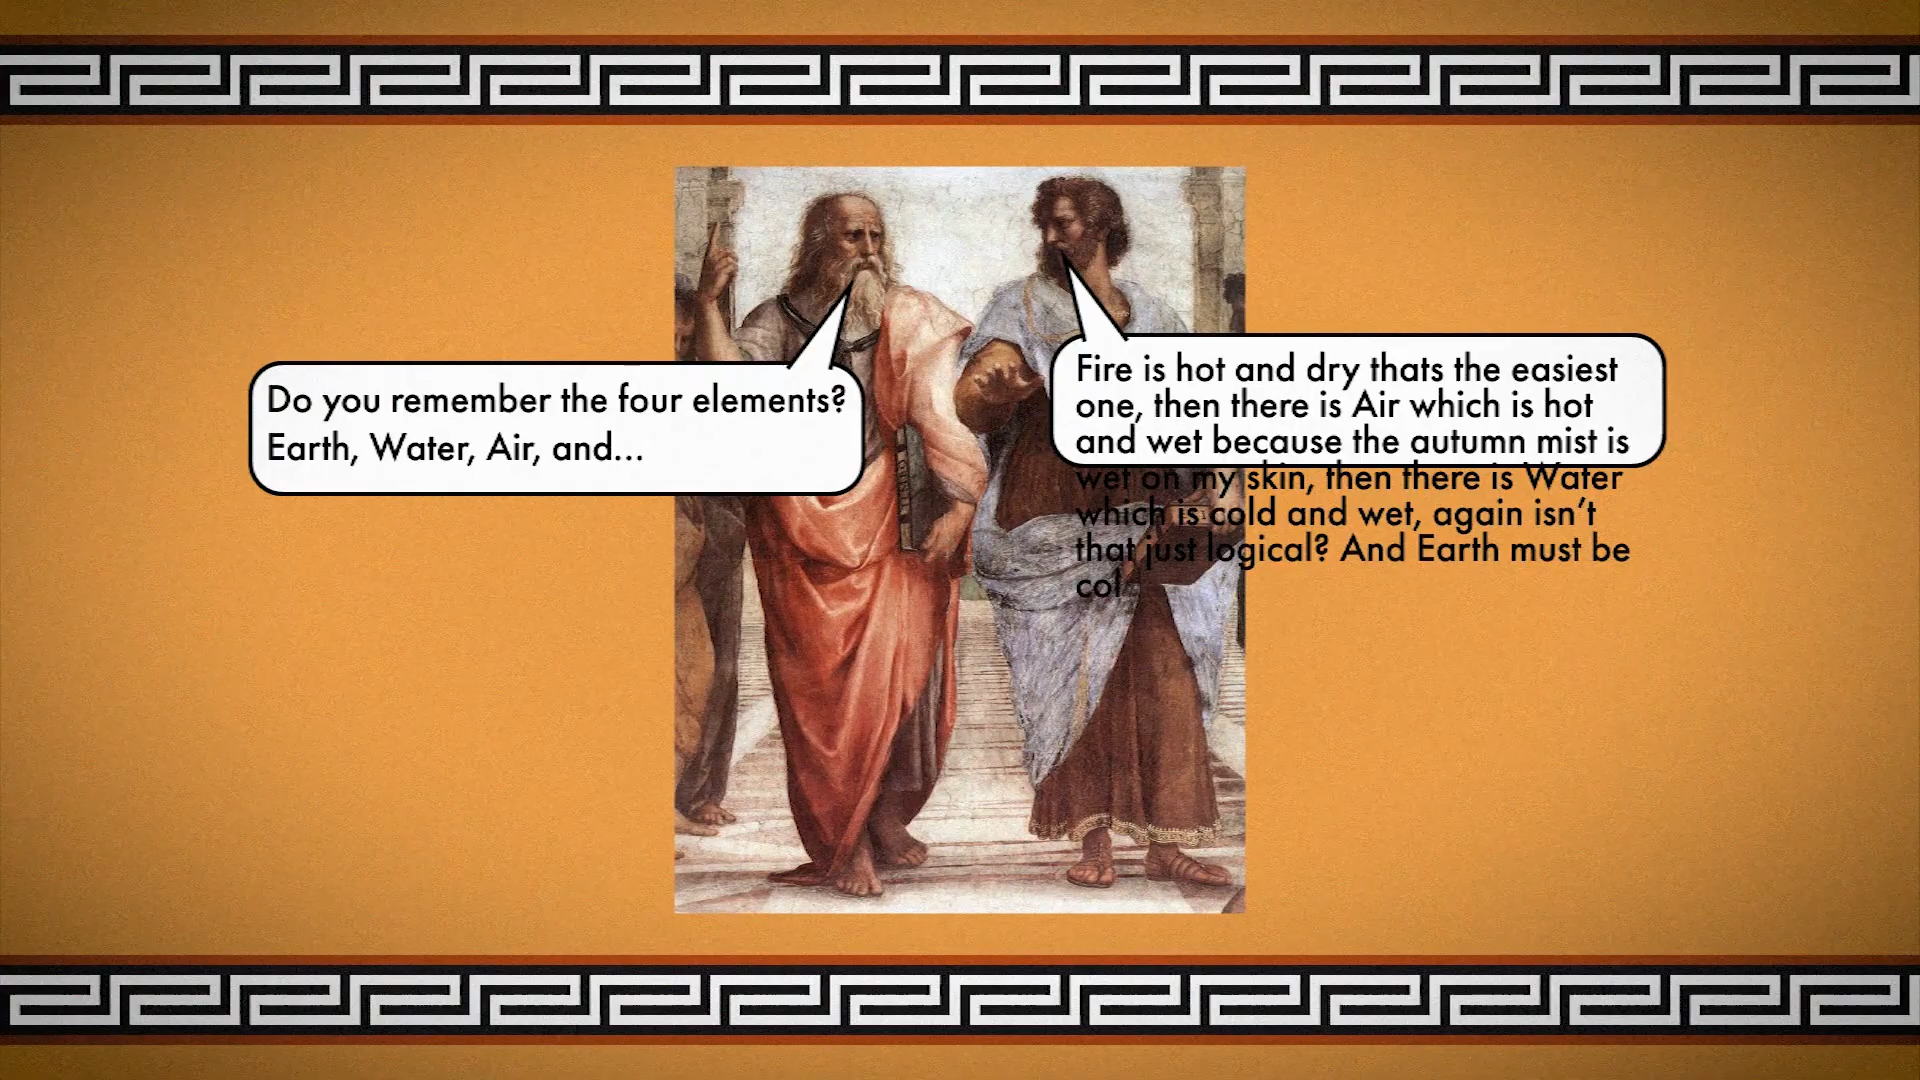 Do you remember the four elements?
Earth, Water, Air, and...
Fire is hot and dry thats the easiest
one, then there is Air which is hot
and wet because the autumn mist is
wet on my skin, then there is Water
which is cold and wet, again isn't
that just logical? And Earth must be
col